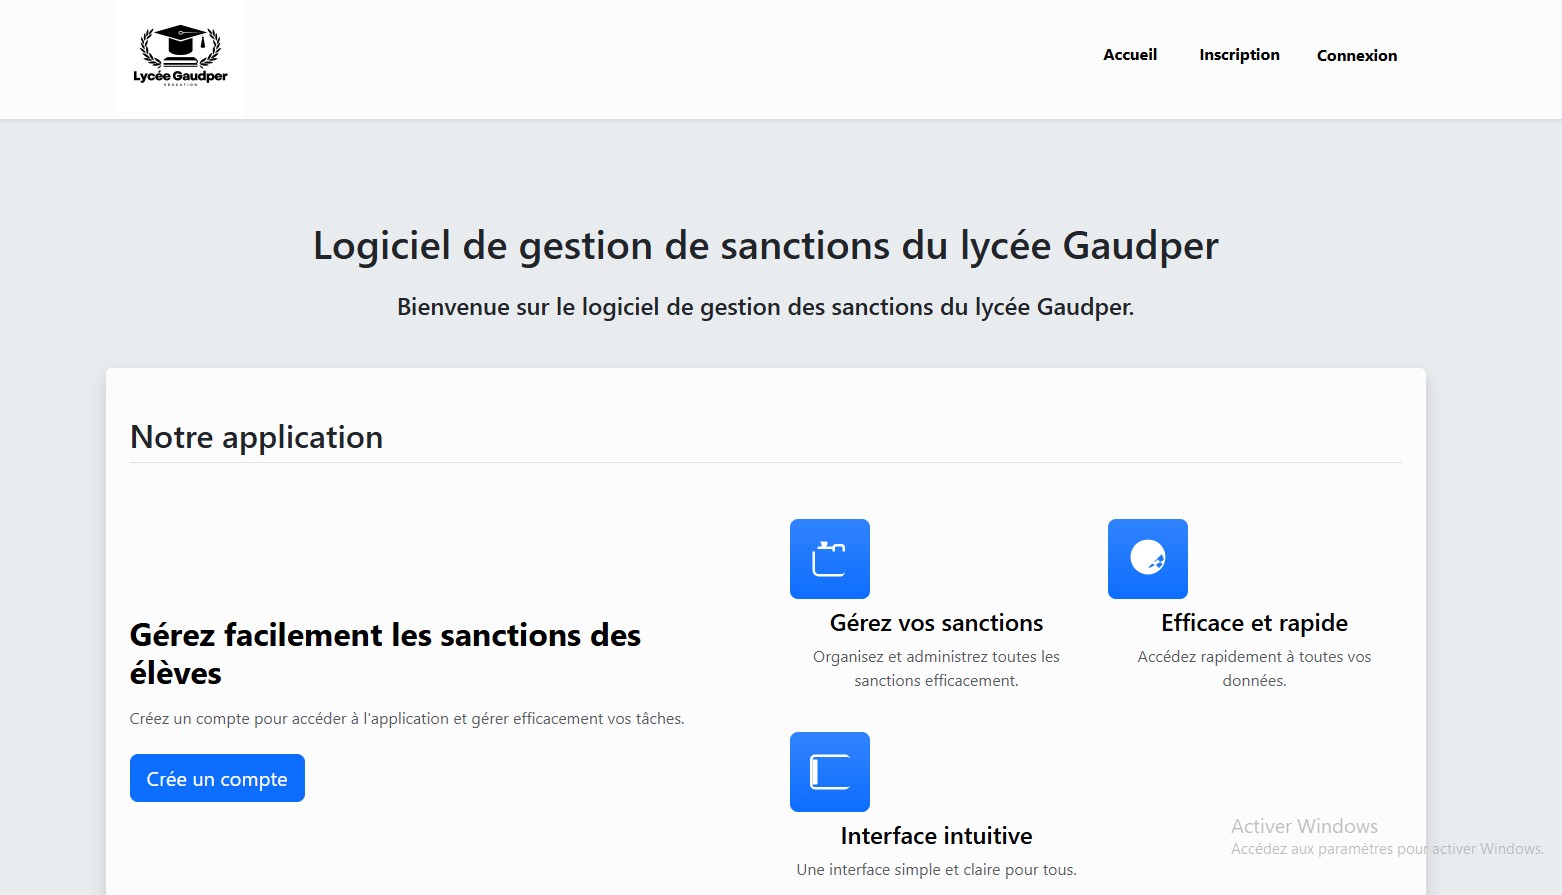 Lycée Gaudper
EDUCATION
Accueil
Inscription
Connexion
Logiciel de gestion de sanctions du lycée Gaudper
Bienvenue sur le logiciel de gestion des sanctions du lycée Gaudper.
Notre application
Gérez facilement les sanctions des
élèves
Créez un compte pour accéder à l'application et gérer efficacement vos tâches.
Crée un compte
Gérez vos sanctions
Organisez et administrez toutes les
sanctions efficacement.
Efficace et rapide
Accédez rapidement à toutes vos
données.
Interface intuitive
Une interface simple et claire pour tous.
Activer Windows
Accédez aux paramètres pour activer Windows.